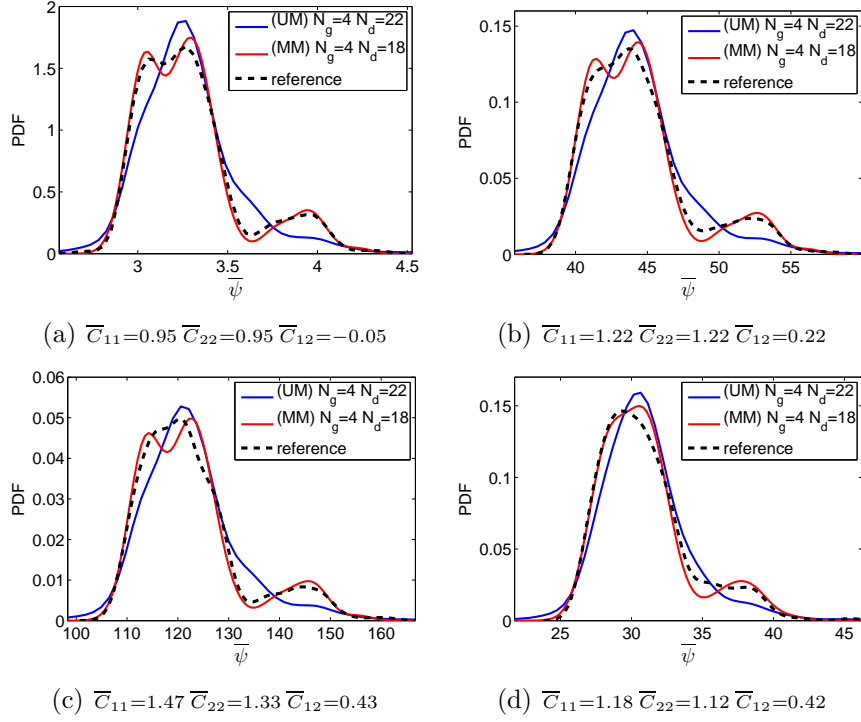 2
1.5
1
0.5
0
PDF
(UM) N_g=4 N_d=22
(MM) N_g=4 N_d=18
reference
3 3.5 4 4.5
ψ̅
(a) C̅₁₁=0.95 C̅₂₂=0.95 C̅₁₂=−0.05
0.2
0.15
0.1
0.05
0
PDF
(UM) N_g=4 N_d=22
(MM) N_g=4 N_d=18
reference
40 45 50 55
ψ̅
(b) C̅₁₁=1.22 C̅₂₂=1.22 C̅₁₂=0.22
0.06
0.05
0.04
0.03
0.02
0.01
0
PDF
(UM) N_g=4 N_d=22
(MM) N_g=4 N_d=18
reference
100 110 120 130 140 150 160
ψ̅
(c) C̅₁₁=1.47 C̅₂₂=1.33 C̅₁₂=0.43
0.15
0.1
0.05
0
PDF
(UM) N_g=4 N_d=22
(MM) N_g=4 N_d=18
reference
25 30 35 40 45
ψ̅
(d) C̅₁₁=1.18 C̅₂₂=1.12 C̅₁₂=0.42